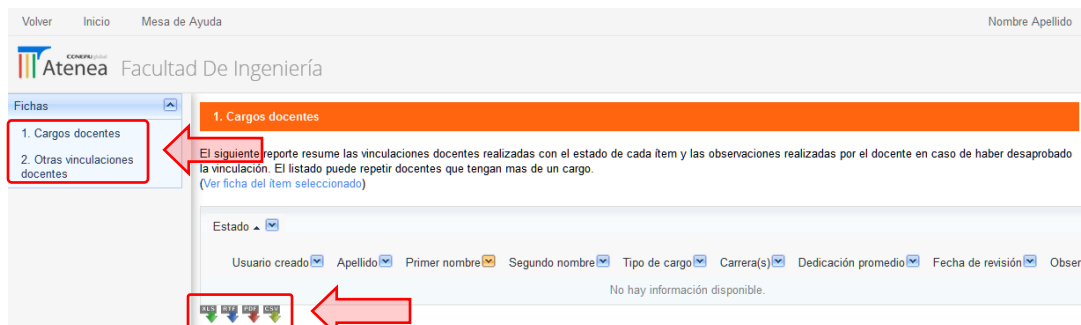 Volver Inicio Mesa de Ayuda Nombre Apellido
CONEAU global
Atenea Facultad De Ingeniería
Fichas
1. Cargos docentes
2. Otras vinculaciones
docentes
1. Cargos docentes
El siguiente reporte resume las vinculaciones docentes realizadas con el estado de cada ítem y las observaciones realizadas por el docente en caso de haber desaprobado
la vinculación. El listado puede repetir docentes que tengan mas de un cargo.
(Ver ficha del ítem seleccionado)
Estado
Usuario creado Apellido Primer nombre Segundo nombre Tipo de cargo Carrera(s) Dedicación promedio Fecha de revisión Obser
No hay información disponible.
XLS RTF PDF CSV